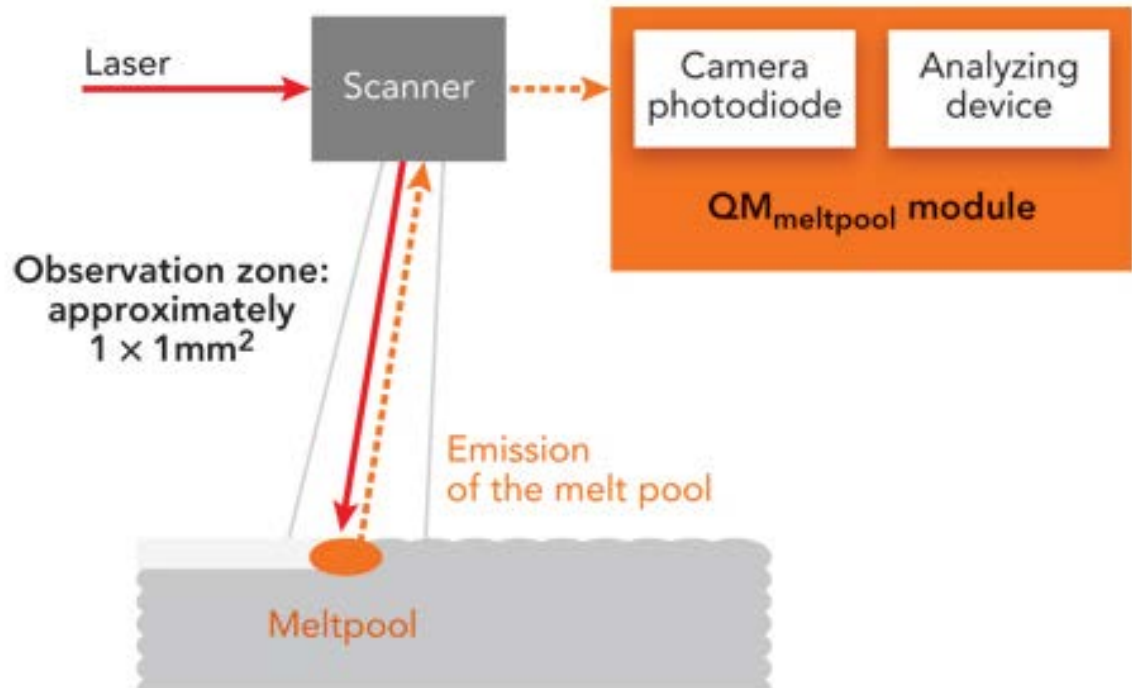 Laser
Scanner
Camera
photodiode
Analyzing
device
QMmeltpool module
Observation zone:
approximately
1 × 1mm²
Emission
of the melt pool
Meltpool